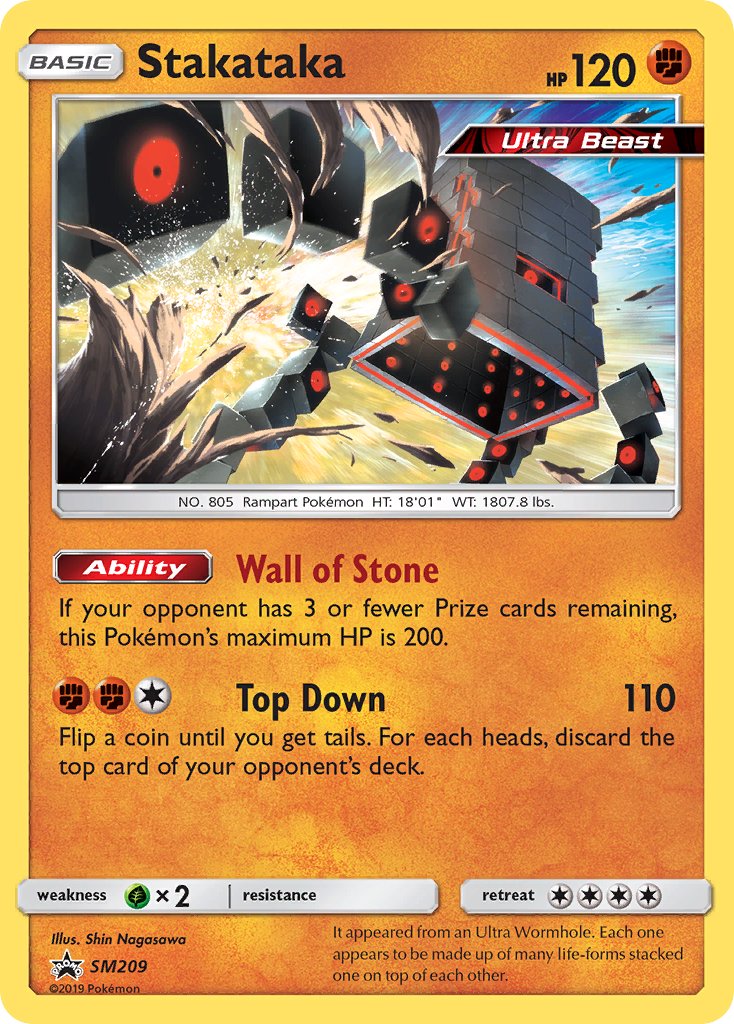 BASIC Stakataka HP 120
Ultra Beast
NO. 805 Rampart Pokémon HT: 18'01" WT: 1807.8 lbs.
Ability Wall of Stone
If your opponent has 3 or fewer Prize cards remaining,
this Pokémon's maximum HP is 200.
Top Down 110
Flip a coin until you get tails. For each heads, discard the
top card of your opponent's deck.
weakness ×2 resistance retreat
Illus. Shin Nagasawa
PROMO SM209
©2019 Pokémon
It appeared from an Ultra Wormhole. Each one
appears to be made up of many life-forms stacked
one on top of each other.